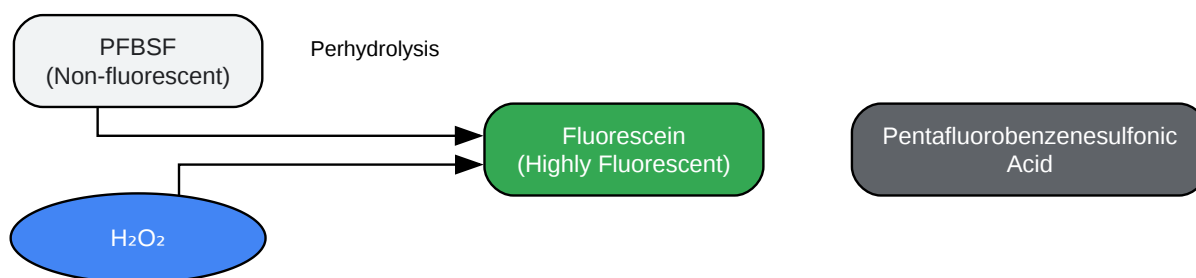 PFBSF
(Non-fluorescent)
Perhydrolysis
Fluorescein
(Highly Fluorescent)
Pentafluorobenzenesulfonic
Acid
H₂O₂